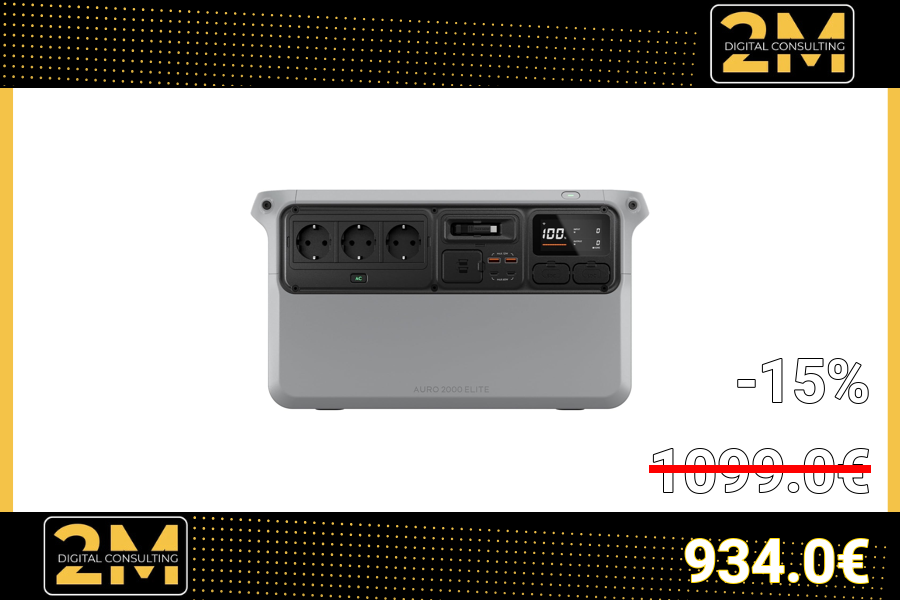 2M
DIGITAL CONSULTING
100
AC
AURO 2000 ELITE
-15%
1099.0€
2M
DIGITAL CONSULTING
934.0€